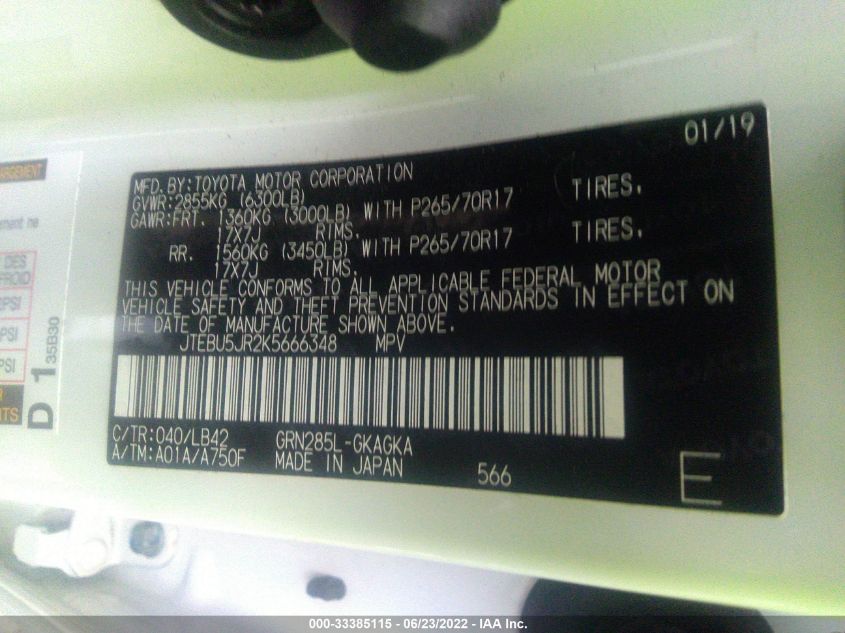 01/19
MFD.BY:TOYOTA MOTOR CORPORATION
GVWR:2855KG (6300LB)
GAWR:FRT. 1360KG (3000LB) WITH P265/70R17 TIRES,
17X7J RIMS.
RR. 1560KG (3450LB) WITH P265/70R17 TIRES,
17X7J RIMS.
THIS VEHICLE CONFORMS TO ALL APPLICABLE FEDERAL MOTOR
VEHICLE SAFETY AND THEFT PREVENTION STANDARDS IN EFFECT ON
THE DATE OF MANUFACTURE SHOWN ABOVE.
JTEBU5JR2K5666348 MPV
C/TR:040/LB42 GRN285L-GKAGKA
A/TM:A01A/A750F MADE IN JAPAN 566
E
ement ne
DES
PSI
PSI
PSI
D 1 35B30
000-33385115 - 06/23/2022 - IAA Inc.